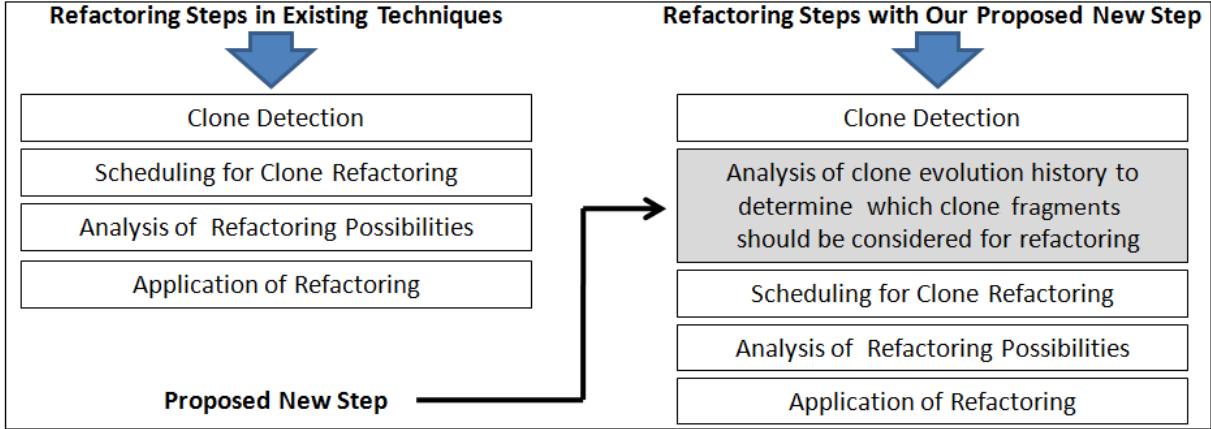 Refactoring Steps in Existing Techniques
Clone Detection
Scheduling for Clone Refactoring
Analysis of Refactoring Possibilities
Application of Refactoring
Proposed New Step
Refactoring Steps with Our Proposed New Step
Clone Detection
Analysis of clone evolution history to
determine which clone fragments
should be considered for refactoring
Scheduling for Clone Refactoring
Analysis of Refactoring Possibilities
Application of Refactoring